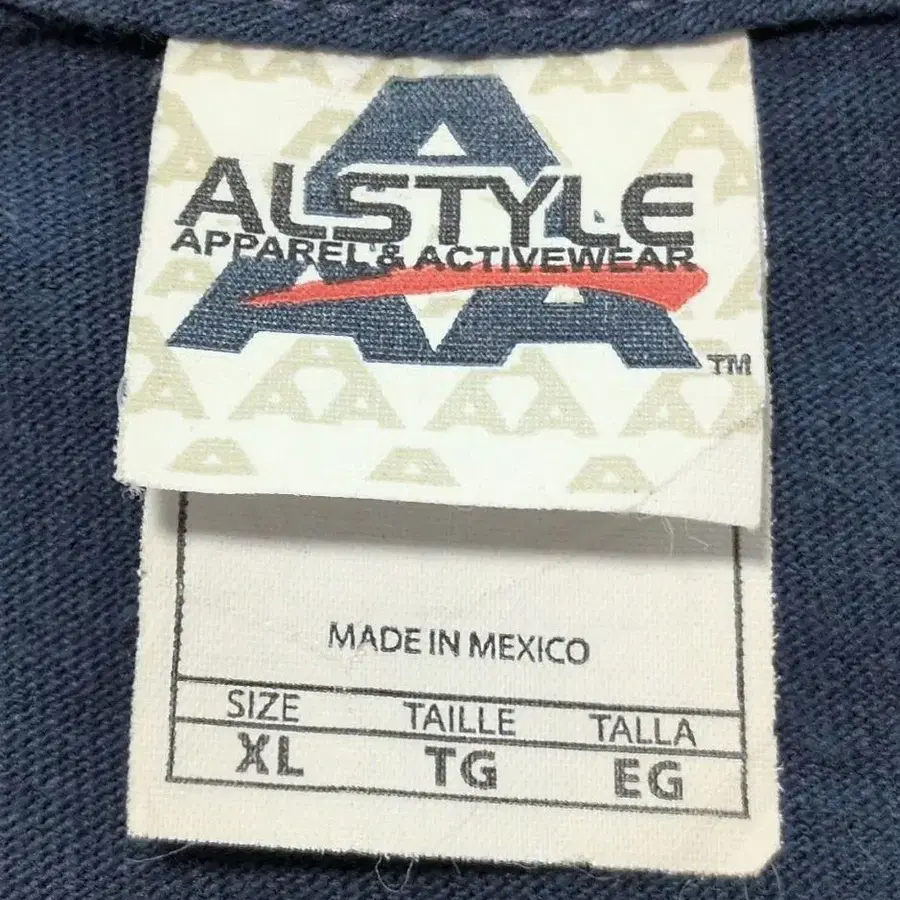 ALSTYLE
APPAREL & ACTIVEWEAR
TM
MADE IN MEXICO
SIZE TAILLE TALLA
XL TG EG